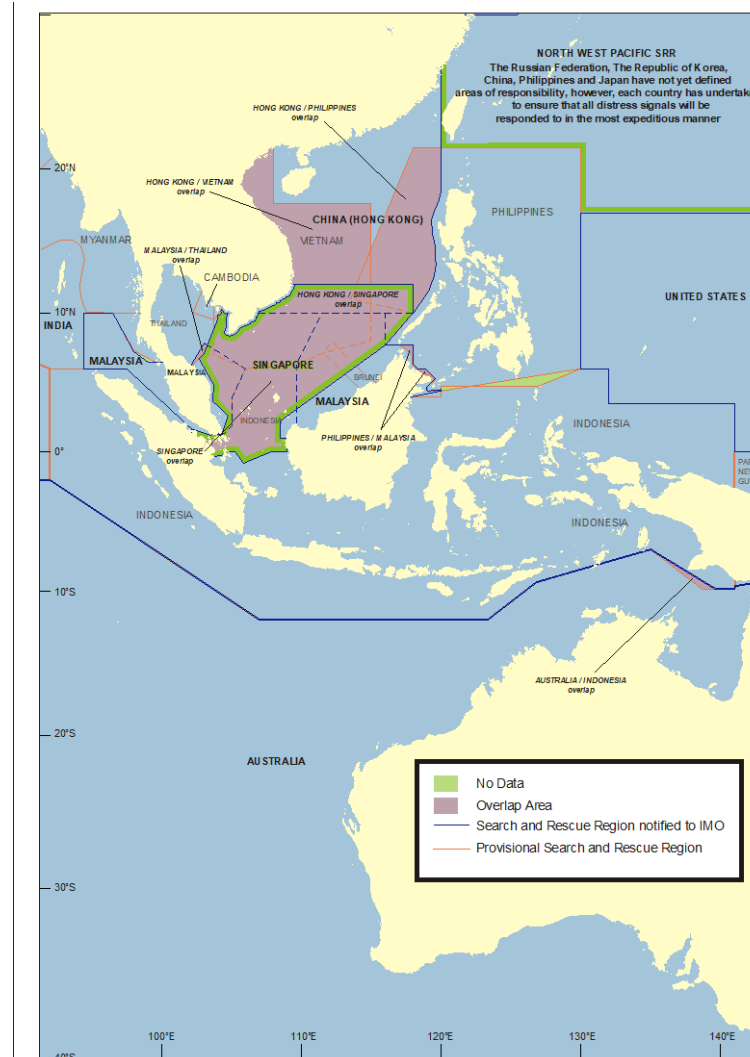 NORTH WEST PACIFIC SRR
The Russian Federation, The Republic of Korea,
China, Philippines and Japan have not yet defined
areas of responsibility, however, each country has undertake
to ensure that all distress signals will be
responded to in the most expeditious manner
HONG KONG / PHILIPPINES
overlap
20°N
HONG KONG / VIETNAM
overlap
CHINA (HONG KONG)
PHILIPPINES
MYANMAR
VIETNAM
MALAYSIA / THAILAND
overlap
CAMBODIA
HONG KONG / SINGAPORE
overlap
UNITED STATES
10°N
INDIA
THAILAND
MALAYSIA
MALAYSIA
SINGAPORE
BRUNEI
MALAYSIA
INDONESIA
INDONESIA
PHILIPPINES / MALAYSIA
overlap
SINGAPORE
overlap
0°
PAP
NE
GU
INDONESIA
INDONESIA
10°S
AUSTRALIA / INDONESIA
overlap
20°S
AUSTRALIA
No Data
Overlap Area
Search and Rescue Region notified to IMO
Provisional Search and Rescue Region
30°S
40°S
100°E
110°E
120°E
130°E
140°E